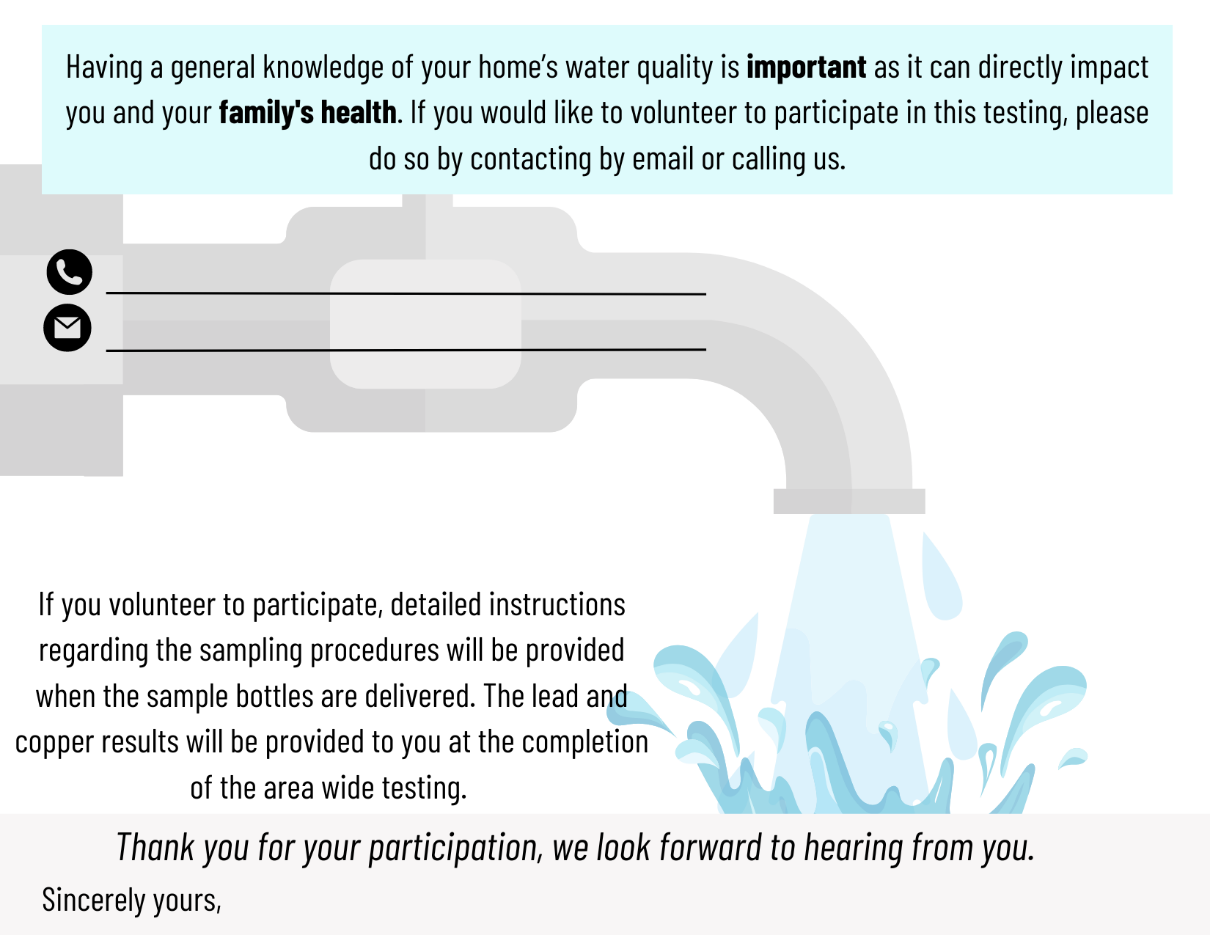 Having a general knowledge of your home’s water quality is important as it can directly impact
you and your family's health. If you would like to volunteer to participate in this testing, please
do so by contacting by email or calling us.
If you volunteer to participate, detailed instructions
regarding the sampling procedures will be provided
when the sample bottles are delivered. The lead and
copper results will be provided to you at the completion
of the area wide testing.
Thank you for your participation, we look forward to hearing from you.
Sincerely yours,